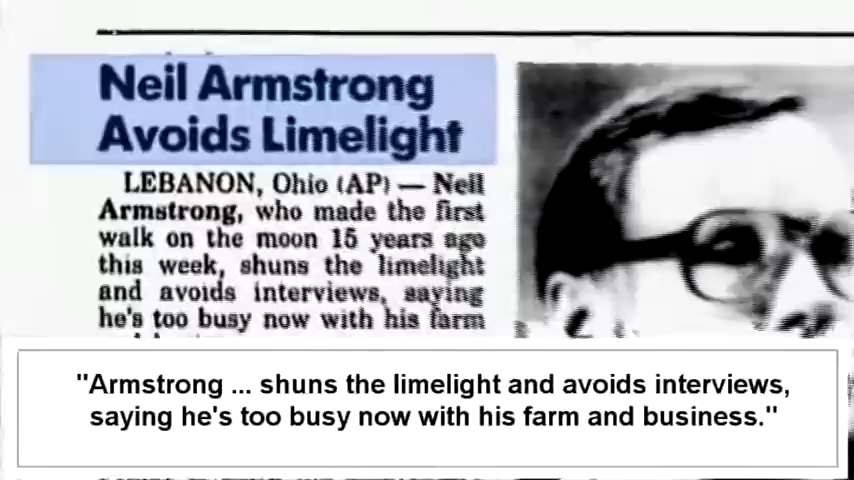 Neil Armstrong
Avoids Limelight
LEBANON, Ohio (AP) — Neil
Armstrong, who made the first
walk on the moon 15 years ago
this week, shuns the limelight
and avoids interviews, saying
he's too busy now with his farm
"Armstrong ... shuns the limelight and avoids interviews,
saying he's too busy now with his farm and business."